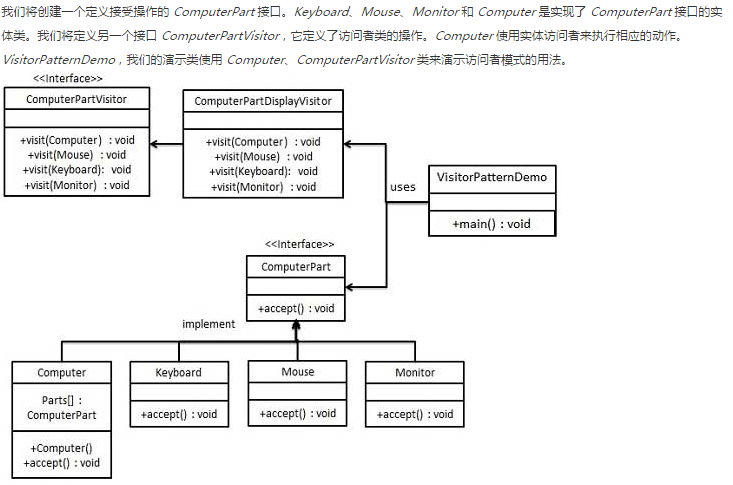 我们将创建一个定义接受操作的 ComputerPart 接口。Keyboard、Mouse、Monitor 和 Computer 是实现了 ComputerPart 接口的实
体类。我们将定义另一个接口 ComputerPartVisitor，它定义了访问者类的操作。Computer 使用实体访问者来执行相应的动作。
VisitorPatternDemo，我们的演示类使用 Computer、ComputerPartVisitor 类来演示访问者模式的用法。
<<Interface>>
ComputerPartVisitor
+visit(Computer) : void
+visit(Mouse) : void
+visit(Keyboard): void
+visit(Monitor) : void
ComputerPartDisplayVisitor
+visit(Computer) : void
+visit(Mouse) : void
+visit(Keyboard): void
+visit(Monitor) : void
uses
VisitorPatternDemo
+main() : void
<<Interface>>
ComputerPart
+accept() : void
implement
Computer
Parts[] :
ComputerPart
+Computer()
+accept() : void
Keyboard
+accept() : void
Mouse
+accept() : void
Monitor
+accept() : void